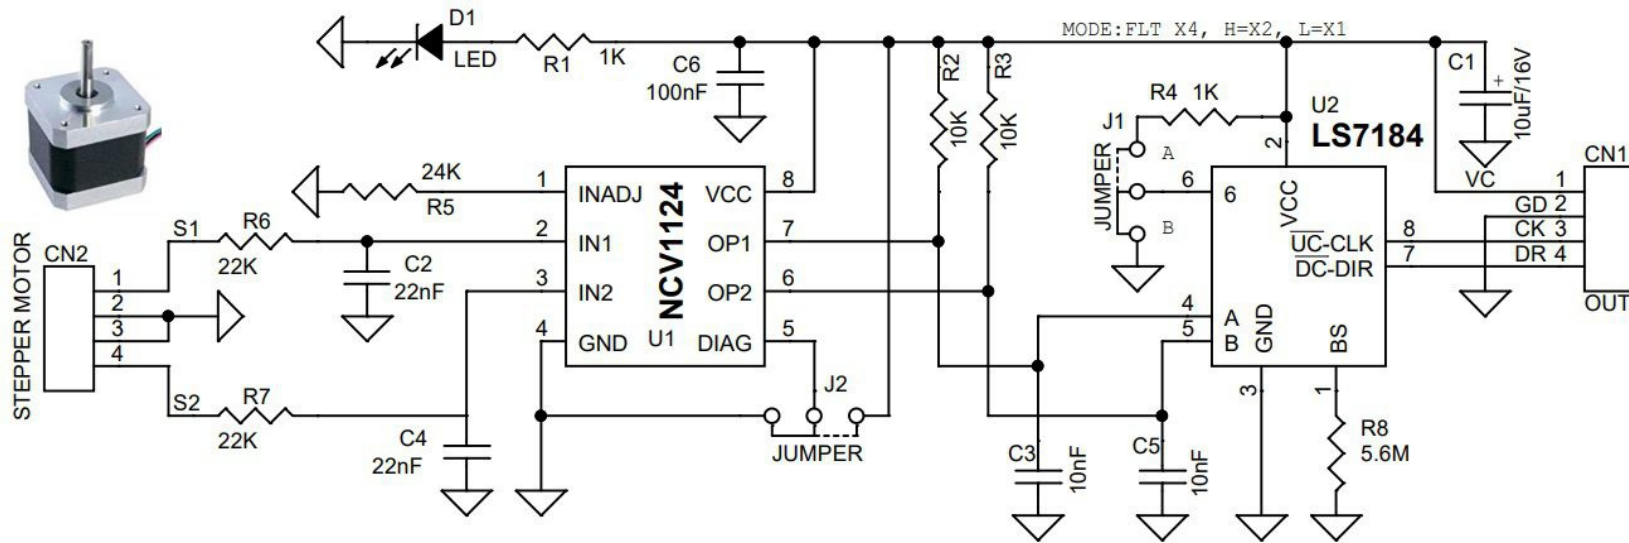 D1
LED
R1
1K
C6
100nF
R2
10K
R3
10K
MODE:FLT X4, H=X2, L=X1
C1
+
10uF/16V
R4 1K
U2
LS7184
J1
JUMPER
A
B
2
VCC
6
6
UC-CLK
8
DC-DIR
7
4
A
5
B
GND
3
BS
1
R8
5.6M
CN1
VC 1
GD 2
CK 3
DR 4
OUT
24K
R5
1
INADJ
2
IN1
3
IN2
4
GND
NCV1124
U1
VCC
8
OP1
7
OP2
6
DIAG
5
J2
JUMPER
S1
R6
22K
C2
22nF
STEPPER MOTOR
CN2
1
2
3
4
S2
R7
22K
C4
22nF
C3
10nF
C5
10nF